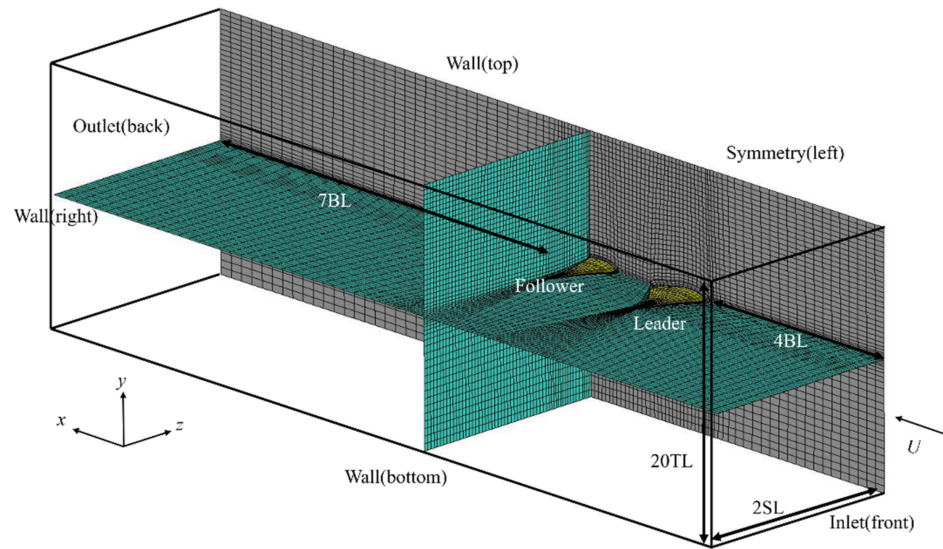 Wall(top)
Outlet(back)
Symmetry(left)
7BL
Wall(right)
Follower
Leader
4BL
y
x
z
U
20TL
Wall(bottom)
2SL
Inlet(front)